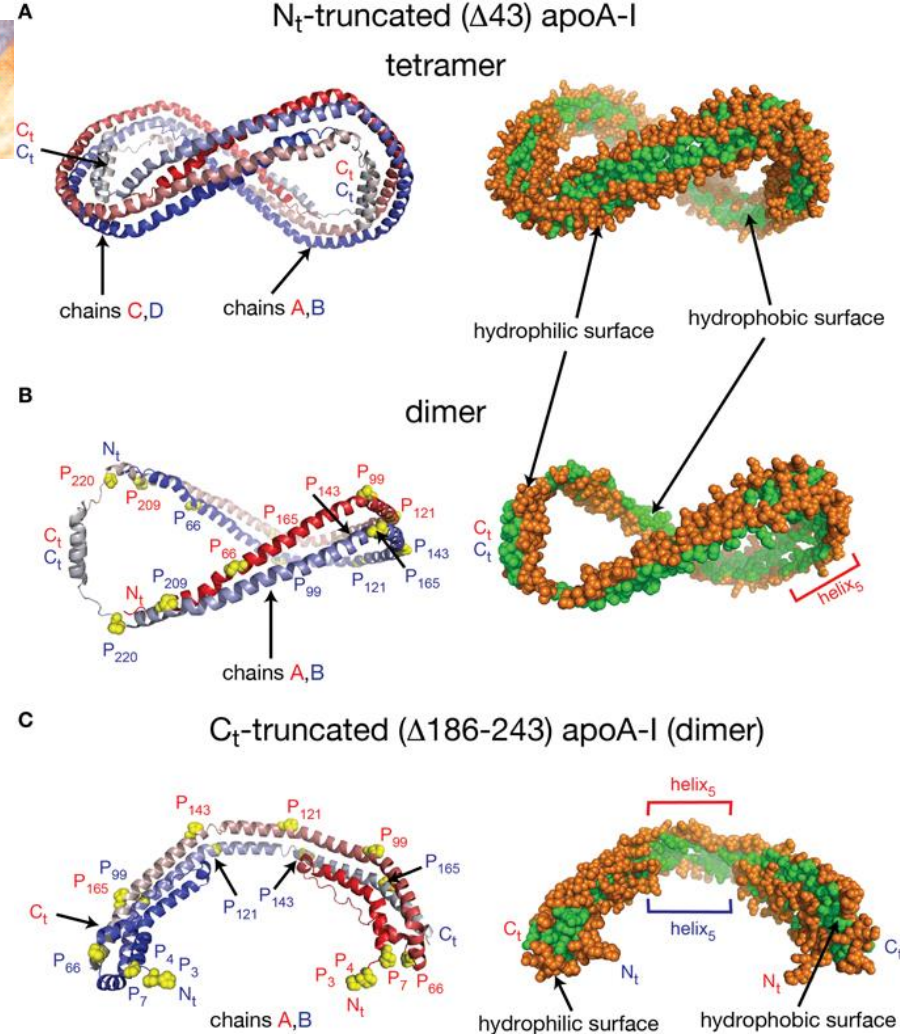 A
Nt-truncated (Δ43) apoA-I
tetramer
Ct
Ct
Ct
Ct
chains C,D
chains A,B
hydrophilic surface
hydrophobic surface
B
dimer
Nt
P220
P209
P66
P165
P143
P99
P121
Ct
Ct
P66
P143
P165
Nt
P209
P99
P121
P220
chains A,B
Ct
Ct
helix5
C
Ct-truncated (Δ186-243) apoA-I (dimer)
P143
P121
P99
P99
P165
P165
Ct
P121
P143
Ct
P66
P4
P3
P7
Nt
P3
P4
P7
P66
Nt
chains A,B
helix5
helix5
Ct
Nt
Nt
Ct
hydrophilic surface
hydrophobic surface